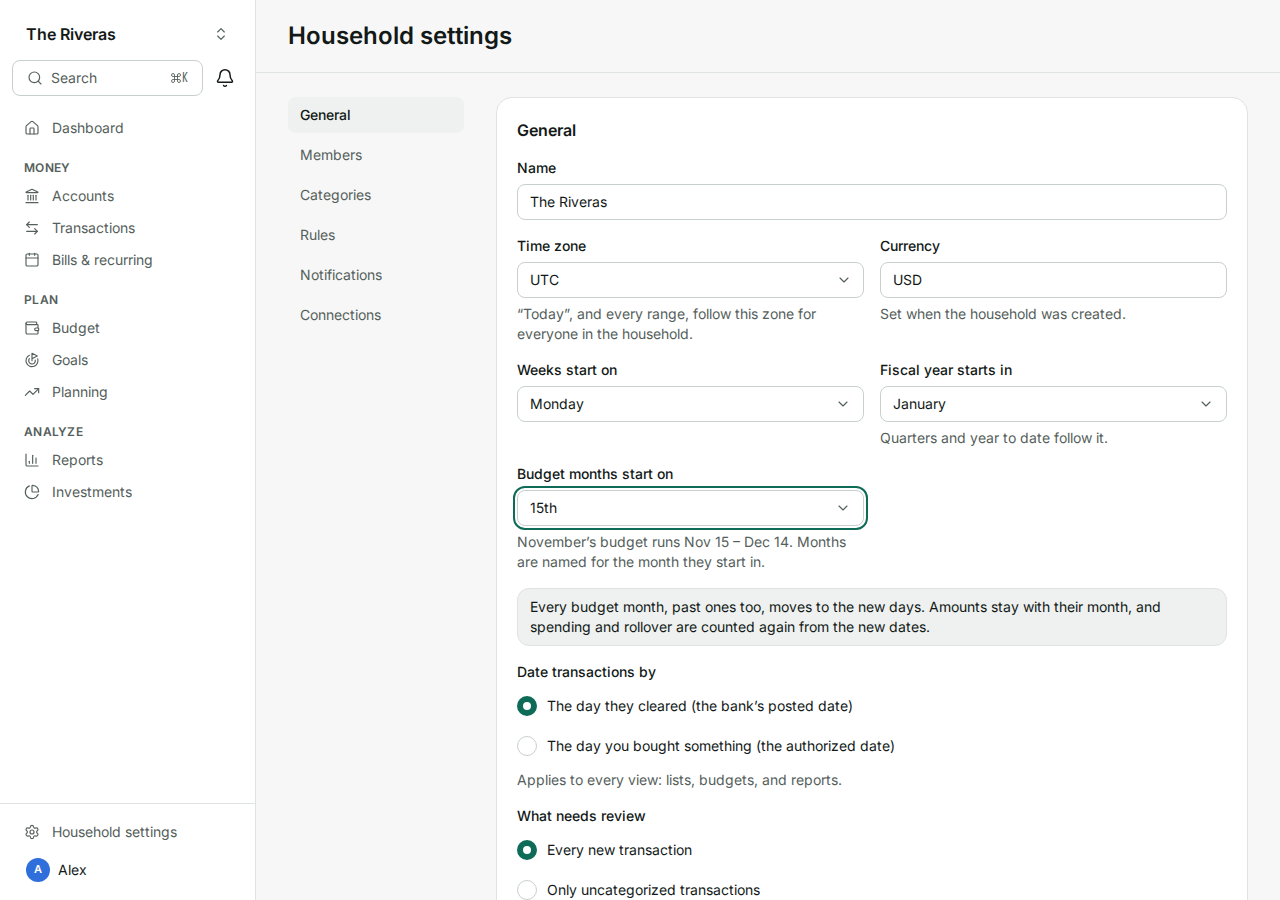 The Riveras
Search ⌘K
Dashboard
MONEY
Accounts
Transactions
Bills & recurring
PLAN
Budget
Goals
Planning
ANALYZE
Reports
Investments
Household settings
A Alex
Household settings
General
Members
Categories
Rules
Notifications
Connections
General
Name
The Riveras
Time zone
UTC
“Today”, and every range, follow this zone for
everyone in the household.
Currency
USD
Set when the household was created.
Weeks start on
Monday
Fiscal year starts in
January
Quarters and year to date follow it.
Budget months start on
15th
November’s budget runs Nov 15 – Dec 14. Months
are named for the month they start in.
Every budget month, past ones too, moves to the new days. Amounts stay with their month, and
spending and rollover are counted again from the new dates.
Date transactions by
The day they cleared (the bank’s posted date)
The day you bought something (the authorized date)
Applies to every view: lists, budgets, and reports.
What needs review
Every new transaction
Only uncategorized transactions